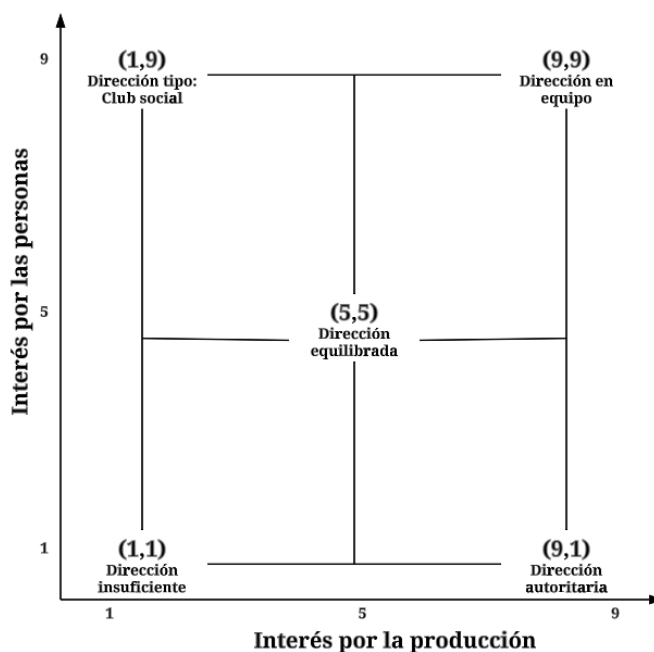 9
(1,9)
Dirección tipo:
Club social
(9,9)
Dirección en
equipo
Interés por las personas
5
(5,5)
Dirección
equilibrada
1
(1,1)
Dirección
insuficiente
(9,1)
Dirección
autoritaria
1
5
9
Interés por la producción